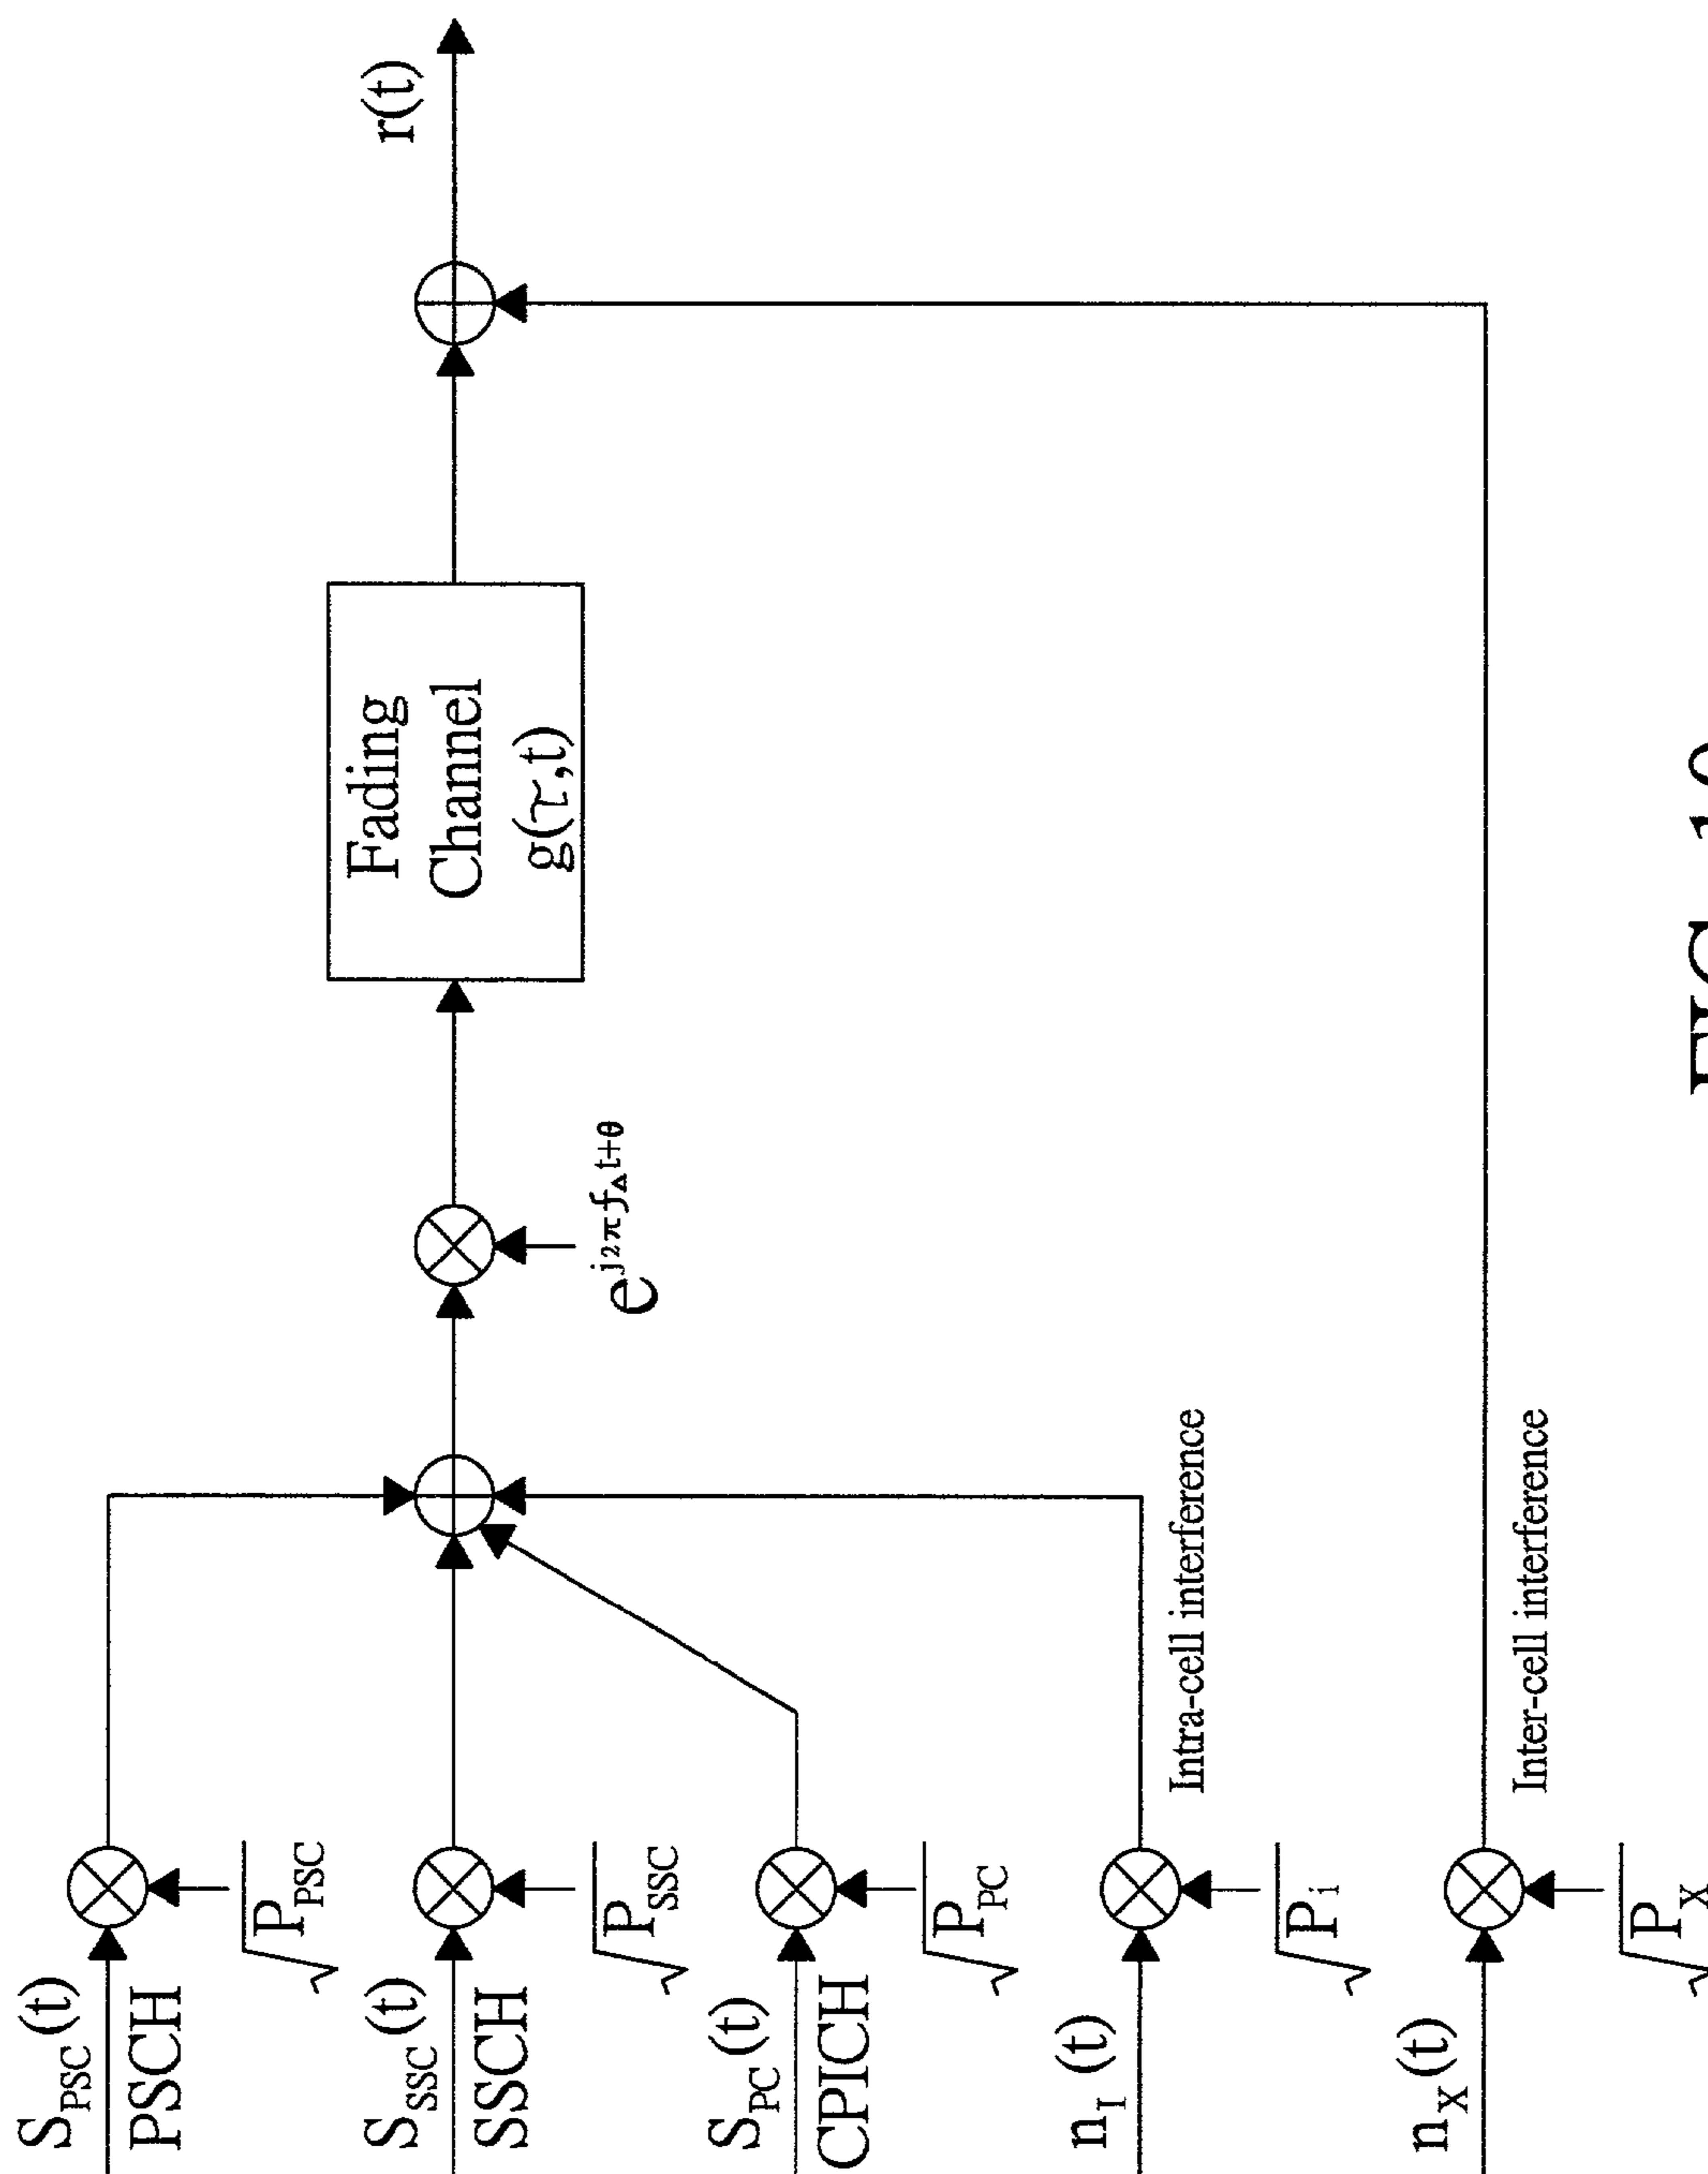 S_PSC(t)
PSCH
√P_PSC
S_SSC(t)
SSCH
√P_SSC
S_PC(t)
CPICH
√P_PC
n_I(t)
√P_i
Intra-cell interference
n_X(t)
√P_X
Inter-cell interference
e^j2πf_Δt+θ
Fading
Channel
g(τ,t)
r(t)
FIG. 10